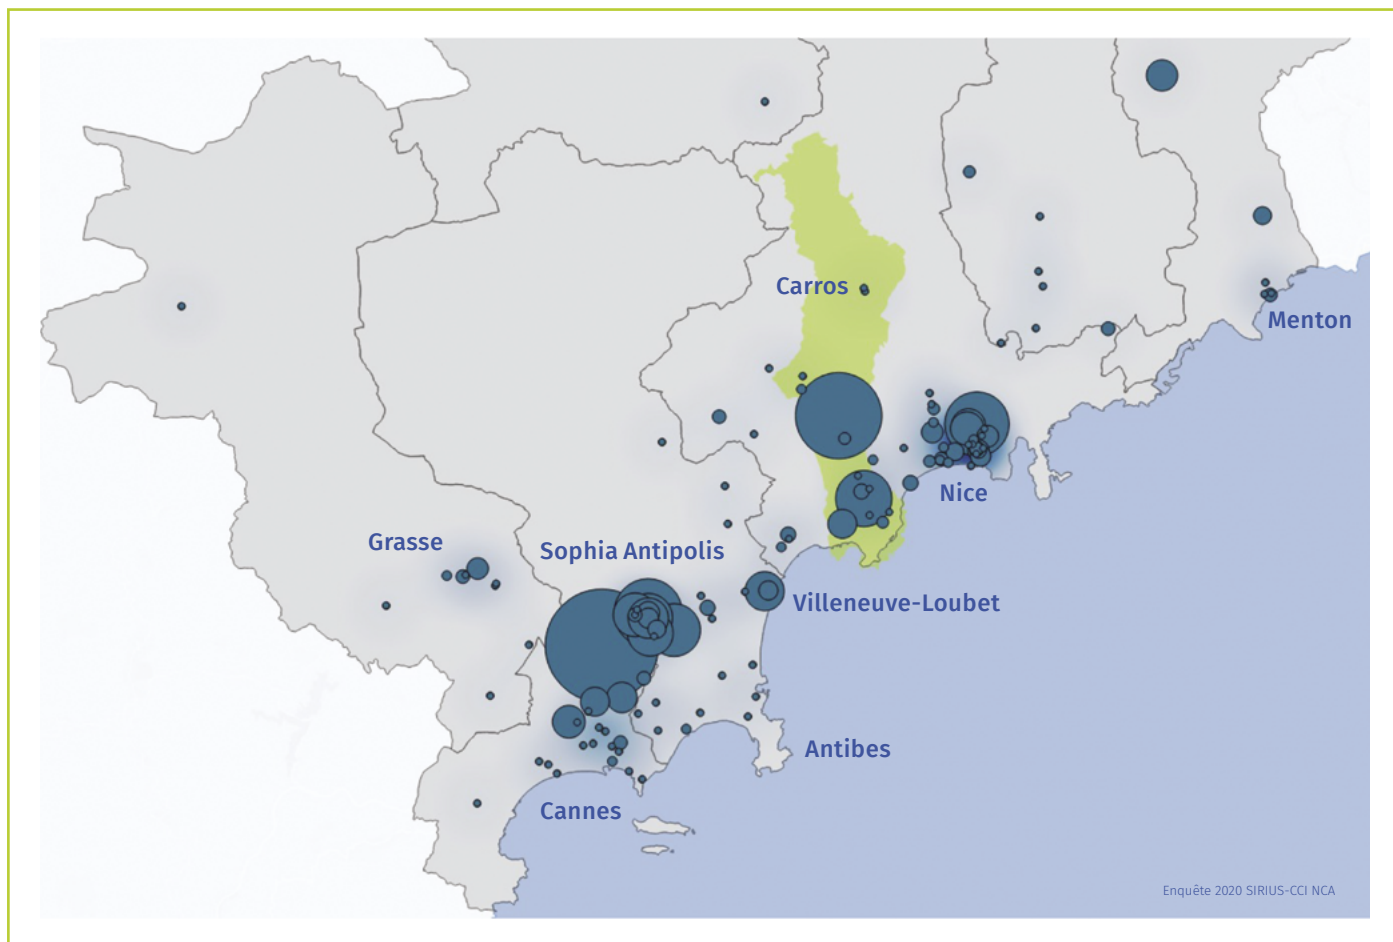 Carros
Menton
Nice
Grasse
Sophia Antipolis
Villeneuve-Loubet
Antibes
Cannes
Enquête 2020 SIRIUS-CCI NCA